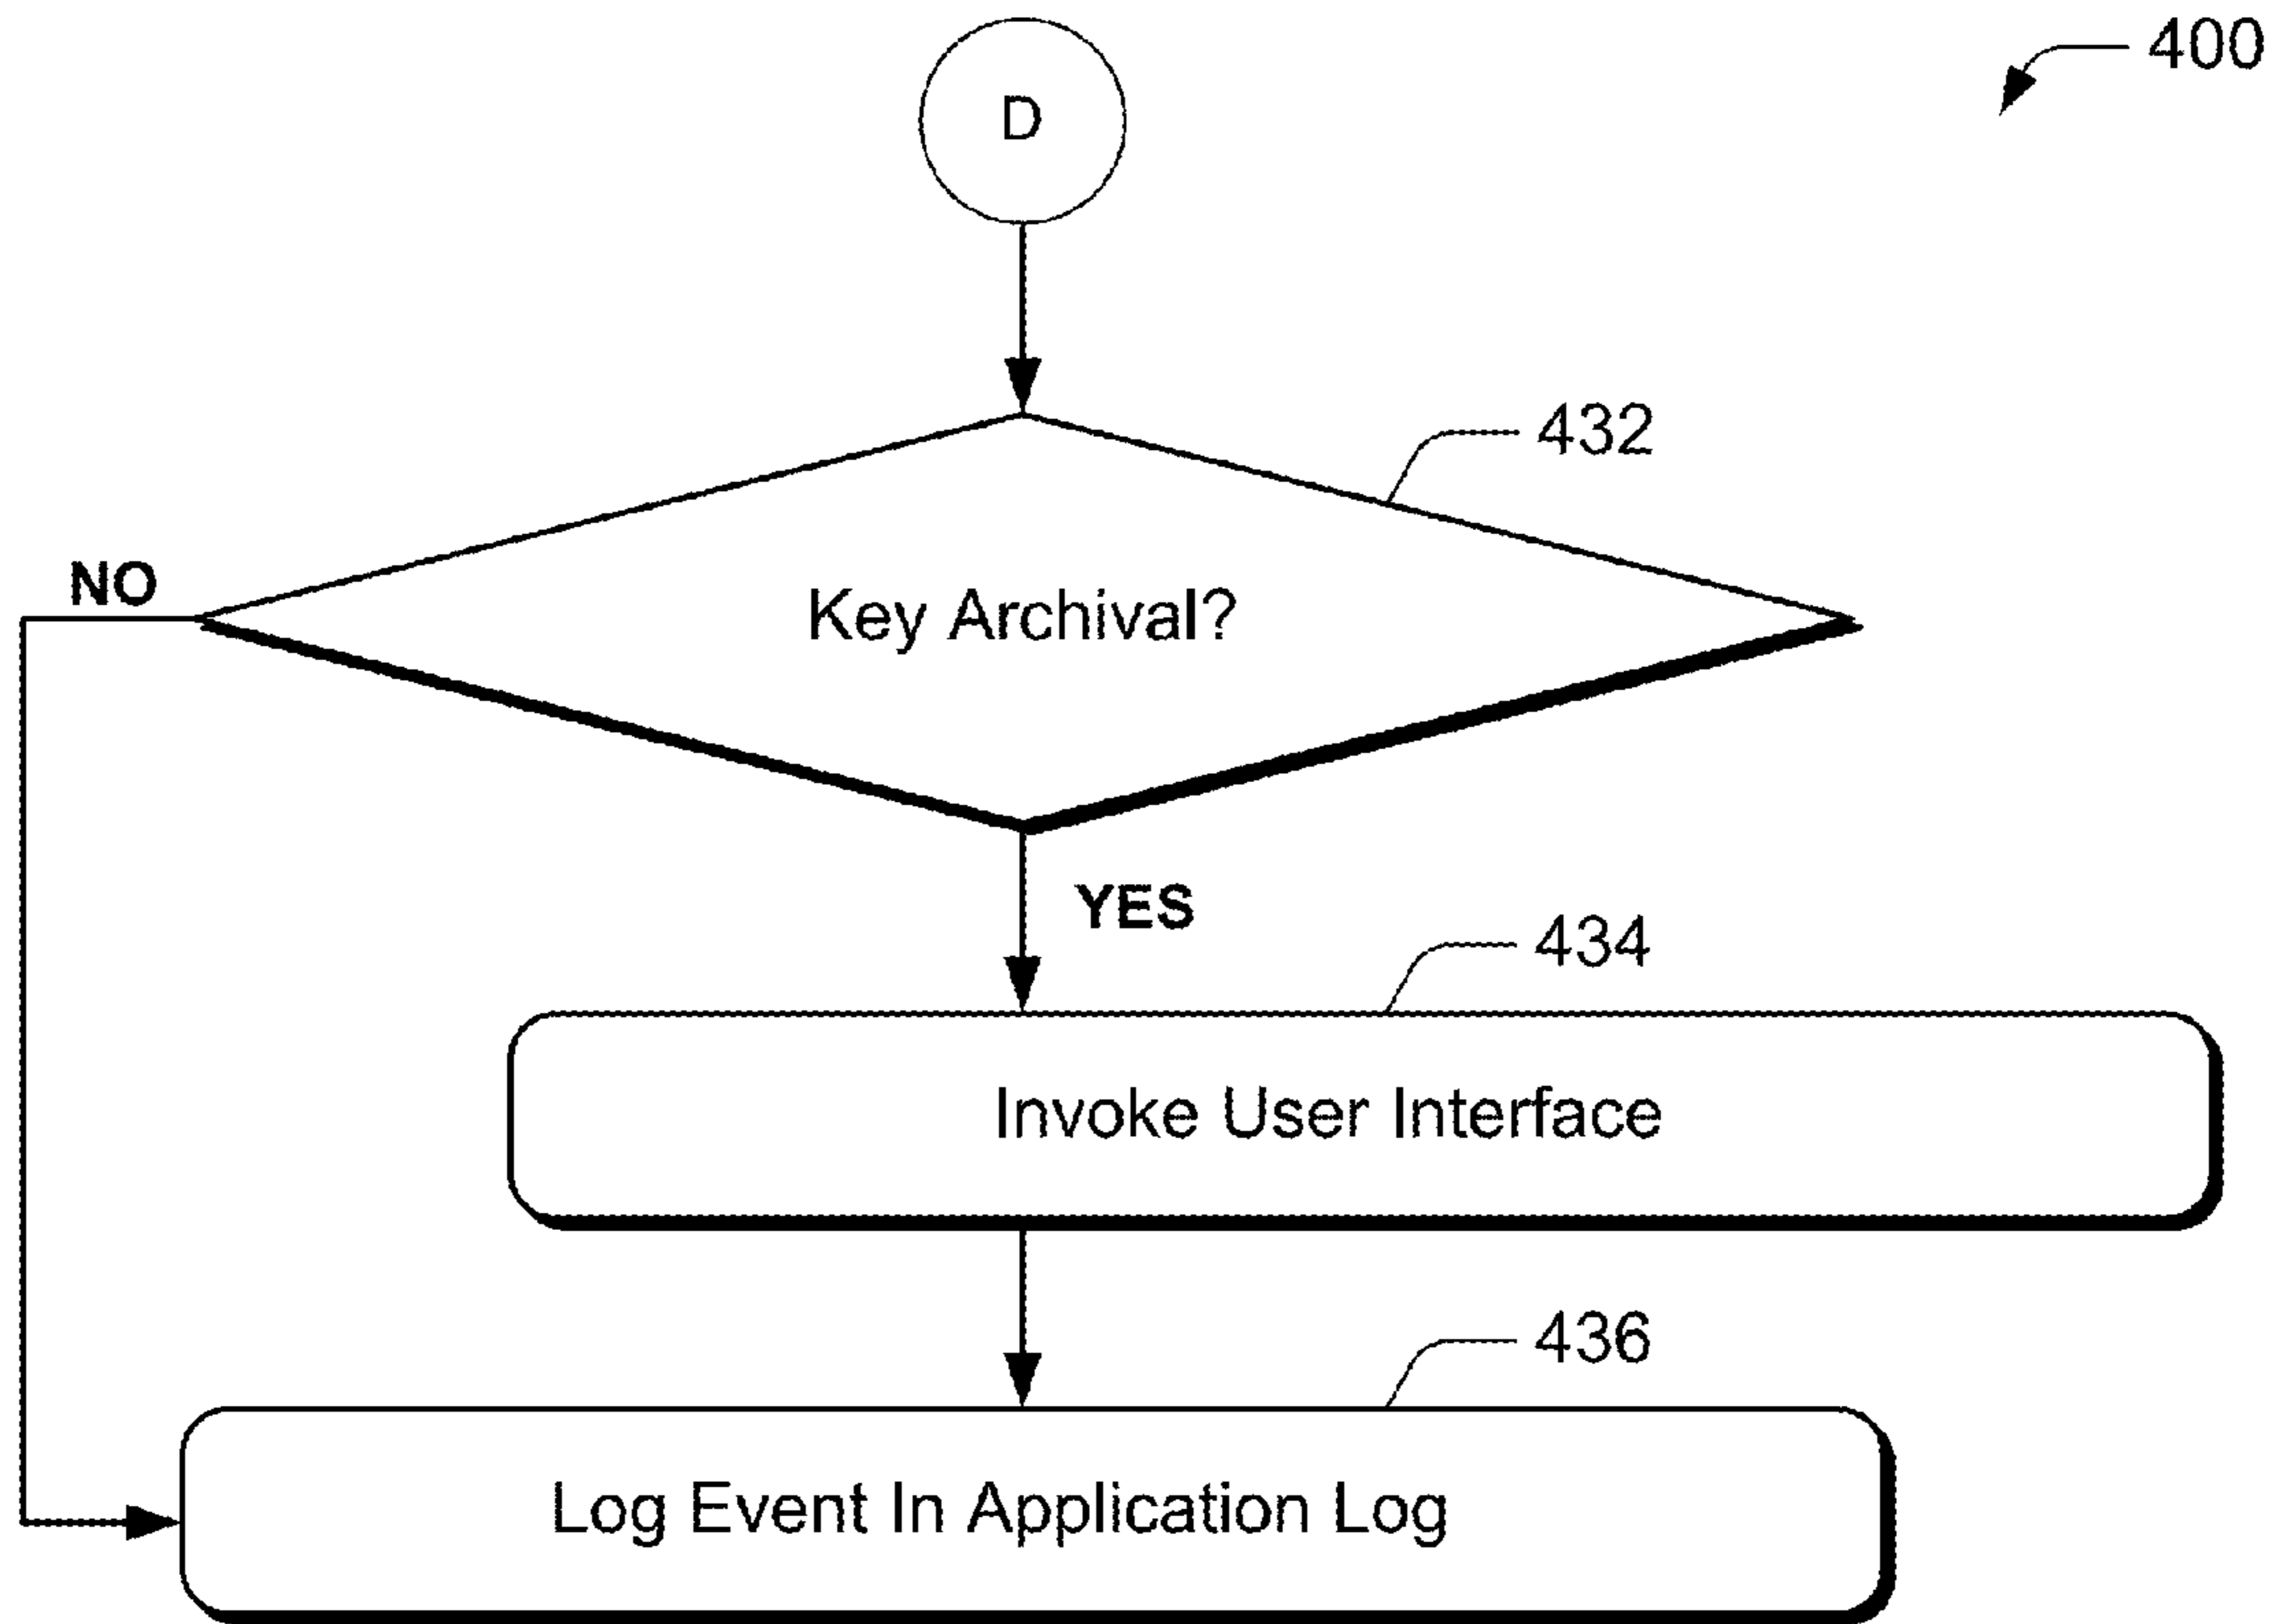 400
D
432
Key Archival?
NO
YES
434
Invoke User Interface
436
Log Event In Application Log